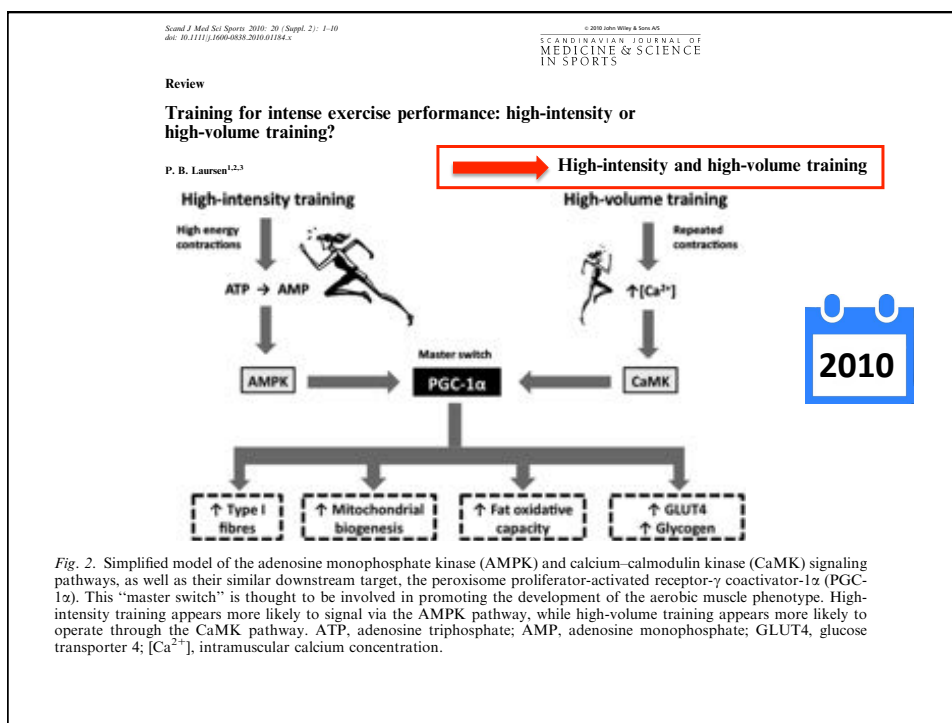 Scand J Med Sci Sports 2010: 20 (Suppl. 2): 1–10
doi: 10.1111/j.1600-0838.2010.01184.x
© 2010 John Wiley & Sons A/S
SCANDINAVIAN JOURNAL OF
MEDICINE & SCIENCE
IN SPORTS
Review
Training for intense exercise performance: high-intensity or
high-volume training?
P. B. Laursen1,2,3
High-intensity and high-volume training
High-intensity training
High-volume training
High energy
contractions
Repeated
contractions
ATP → AMP
↑[Ca²⁺]
Master switch
AMPK
PGC-1α
CaMK
2010
↑ Type I
fibres
↑ Mitochondrial
biogenesis
↑ Fat oxidative
capacity
↑ GLUT4
↑ Glycogen
Fig. 2. Simplified model of the adenosine monophosphate kinase (AMPK) and calcium–calmodulin kinase (CaMK) signaling
pathways, as well as their similar downstream target, the peroxisome proliferator-activated receptor-γ coactivator-1α (PGC-
1α). This ‘‘master switch’’ is thought to be involved in promoting the development of the aerobic muscle phenotype. High-
intensity training appears more likely to signal via the AMPK pathway, while high-volume training appears more likely to
operate through the CaMK pathway. ATP, adenosine triphosphate; AMP, adenosine monophosphate; GLUT4, glucose
transporter 4; [Ca²⁺], intramuscular calcium concentration.